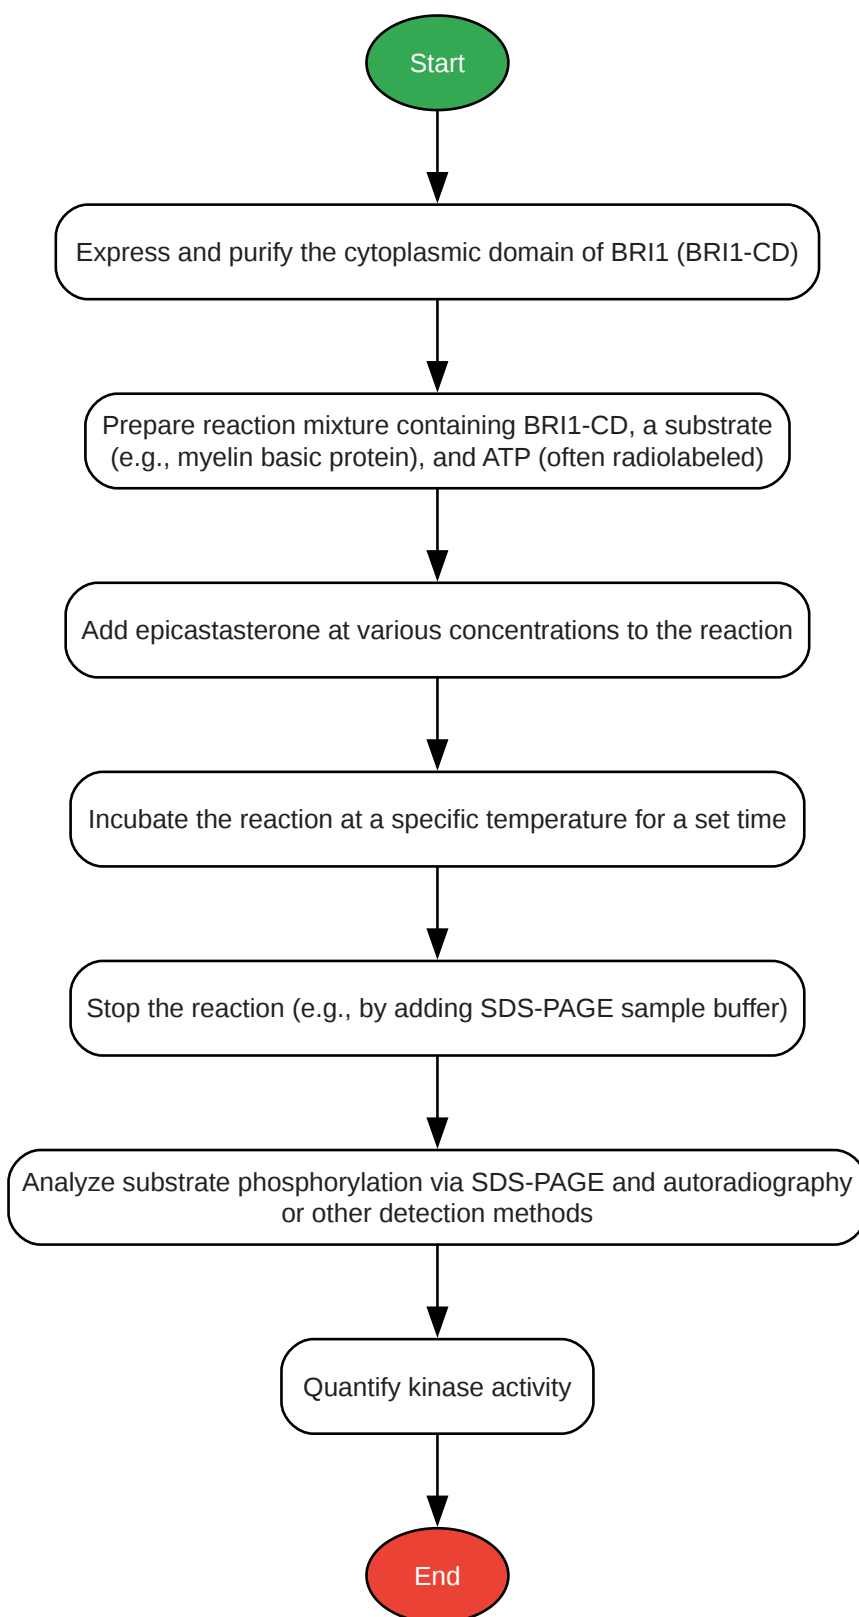 Start
Express and purify the cytoplasmic domain of BRI1 (BRI1-CD)
Prepare reaction mixture containing BRI1-CD, a substrate
(e.g., myelin basic protein), and ATP (often radiolabeled)
Add epicastasterone at various concentrations to the reaction
Incubate the reaction at a specific temperature for a set time
Stop the reaction (e.g., by adding SDS-PAGE sample buffer)
Analyze substrate phosphorylation via SDS-PAGE and autoradiography
or other detection methods
Quantify kinase activity
End